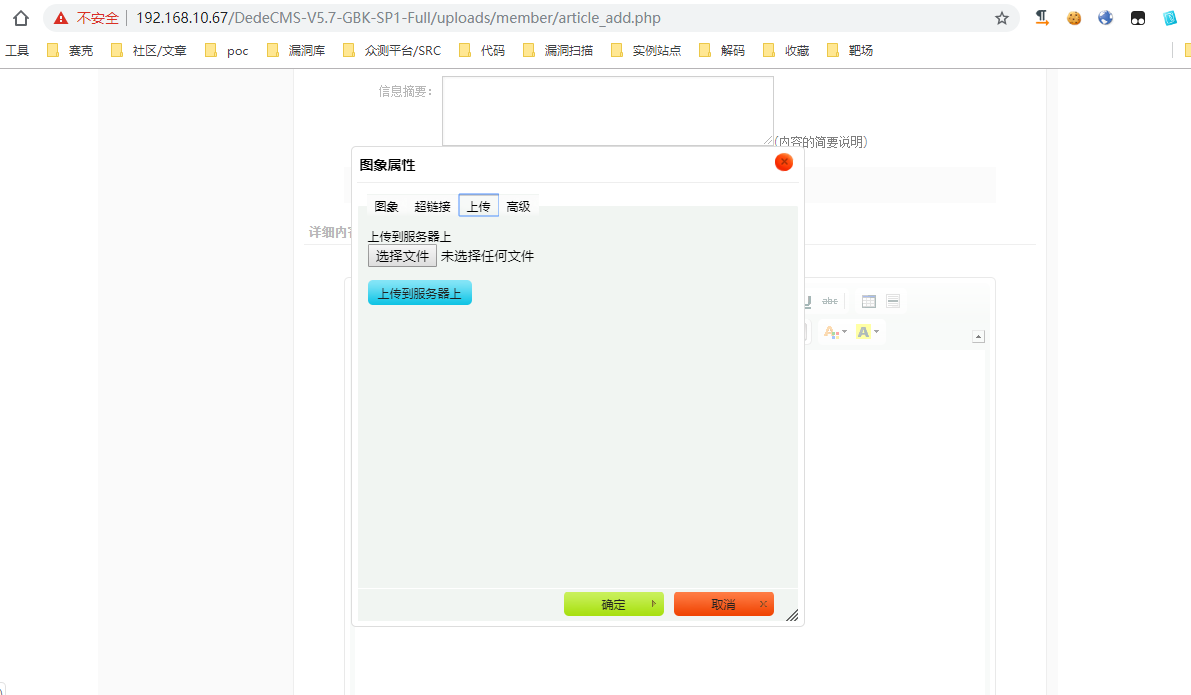 不安全 192.168.10.67/DedeCMS-V5.7-GBK-SP1-Full/uploads/member/article_add.php
工具 赛克 社区/文章 poc 漏洞库 众测平台/SRC 代码 漏洞扫描 实例站点 解码 收藏 靶场
信息摘要：
(内容的简要说明)
图象属性
图象 超链接 上传 高级
详细内容
上传到服务器上
选择文件 未选择任何文件
上传到服务器上
U abc
A A
确定 取消